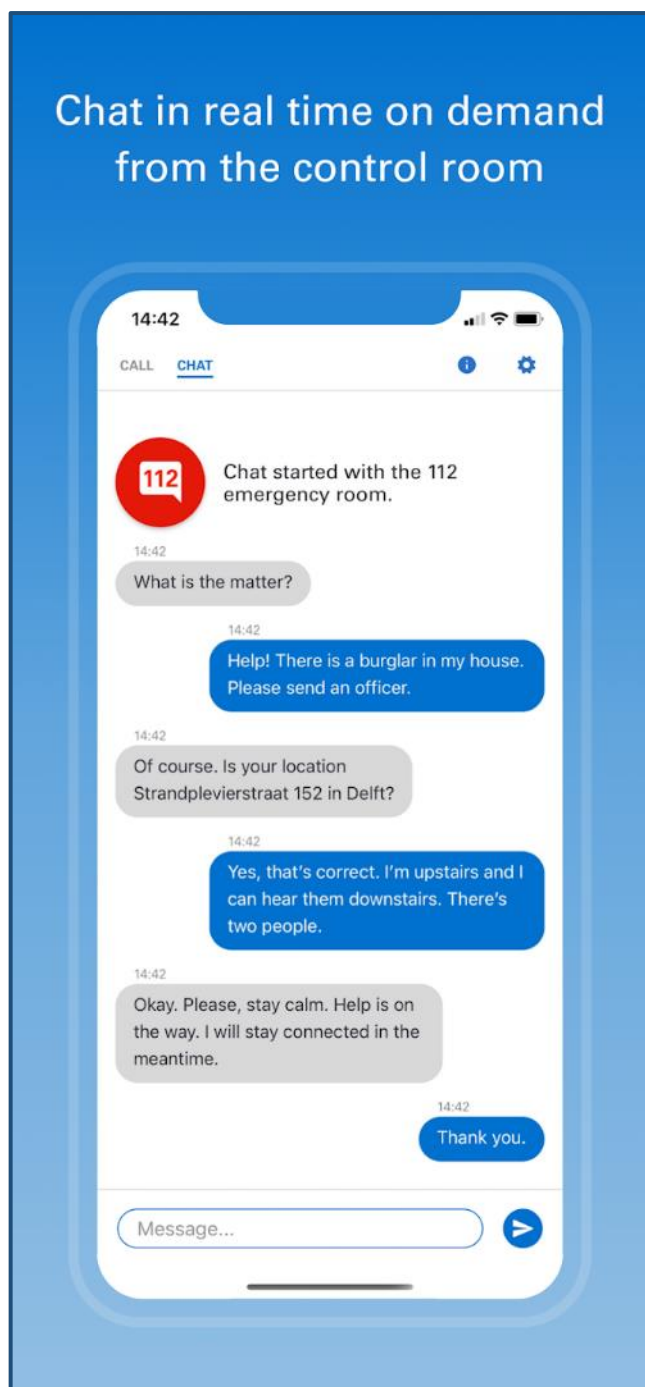 Chat in real time on demand
from the control room
14:42
CALL CHAT
112
Chat started with the 112
emergency room.
14:42
What is the matter?
14:42
Help! There is a burglar in my house.
Please send an officer.
14:42
Of course. Is your location
Strandplevierstraat 152 in Delft?
14:42
Yes, that's correct. I'm upstairs and I
can hear them downstairs. There's
two people.
14:42
Okay. Please, stay calm. Help is on
the way. I will stay connected in the
meantime.
14:42
Thank you.
Message...